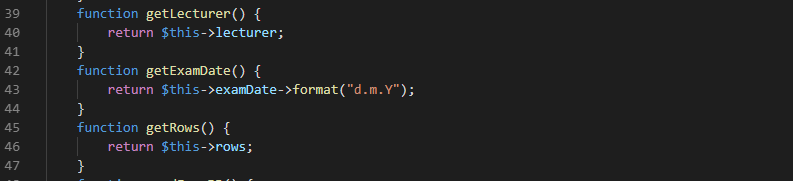 39 function getLecturer() {
40 return $this->lecturer;
41 }
42 function getExamDate() {
43 return $this->examDate->format("d.m.Y");
44 }
45 function getRows() {
46 return $this->rows;
47 }